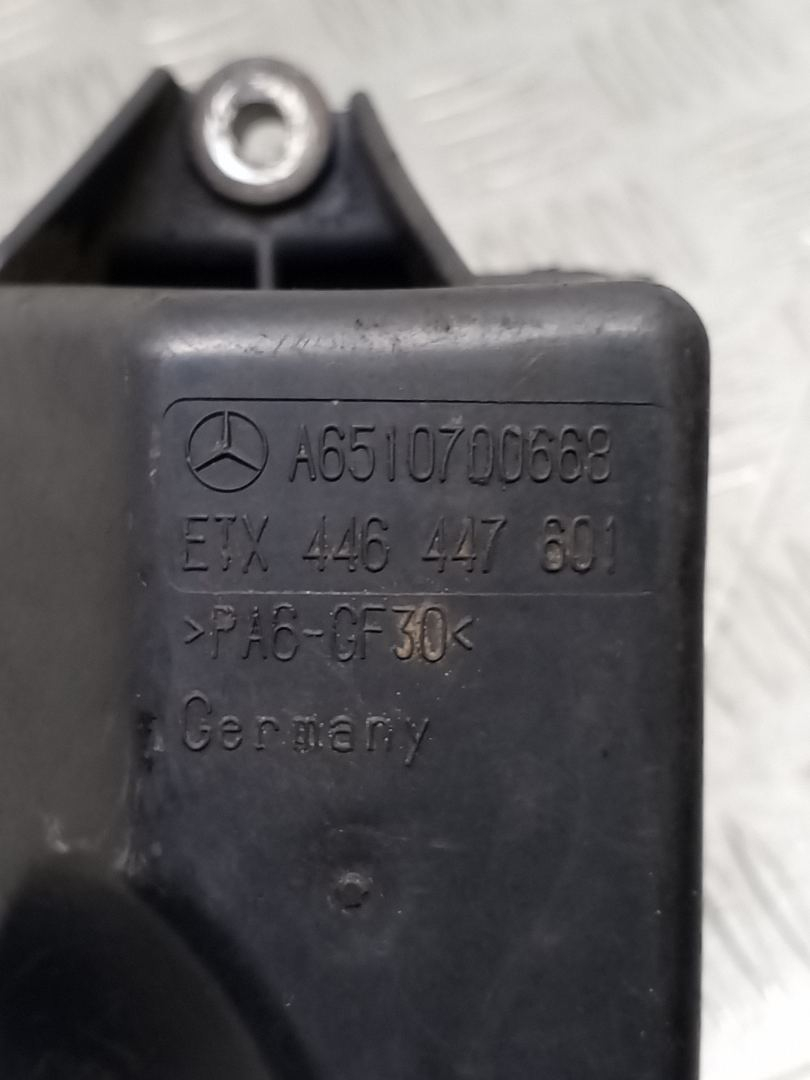 A6510700668
ETX 446 447 601
>PA6-GF30<
Germany